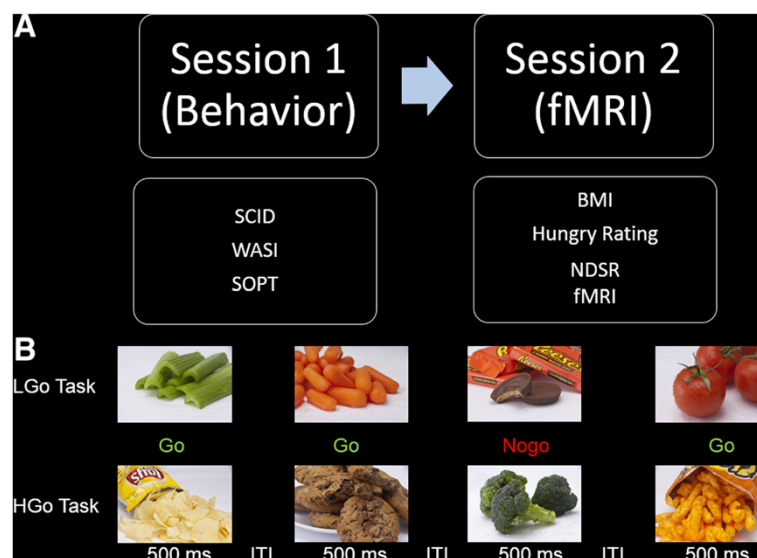 A
Session 1
(Behavior)
Session 2
(fMRI)
SCID
WASI
SOPT
BMI
Hungry Rating
NDSR
fMRI
B
LGo Task
Reese's
Go
Go
Nogo
Go
HGo Task
500 ms ITI 500 ms ITI 500 ms ITI 500 ms